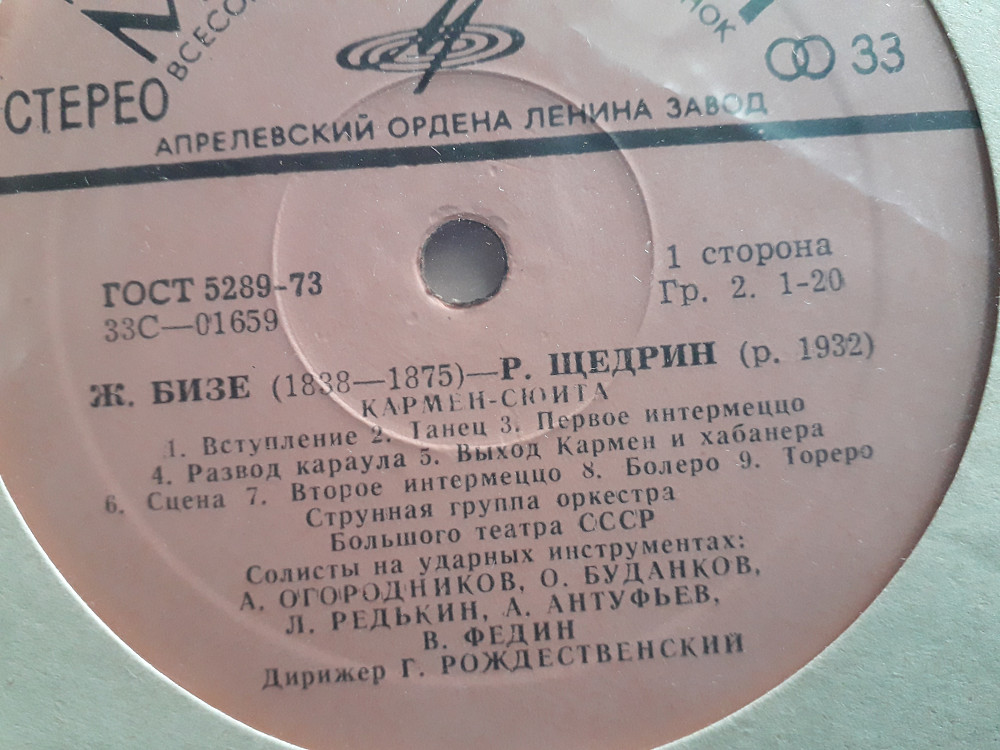 СТЕРЕО
33
АПРЕЛЕВСКИЙ ОРДЕНА ЛЕНИНА ЗАВОД
ГОСТ 5289-73
33С—01659
1 сторона
Гр. 2. 1-20
Ж. БИЗЕ (1838—1875)—Р. ЩЕДРИН (р. 1932)
КАРМЕН-СЮИТА
1. Вступление 2. Танец 3. Первое интермеццо
4. Развод караула 5. Выход Кармен и хабанера
6. Сцена 7. Второе интермеццо 8. Болеро 9. Тореро
Струнная группа оркестра
Большого театра СССР
Солисты на ударных инструментах:
А. ОГОРОДНИКОВ, О. БУДАНКОВ,
Л. РЕДЬКИН, А. АНТУФЬЕВ,
В. ФЕДИН
Дирижер Г. РОЖДЕСТВЕНСКИЙ